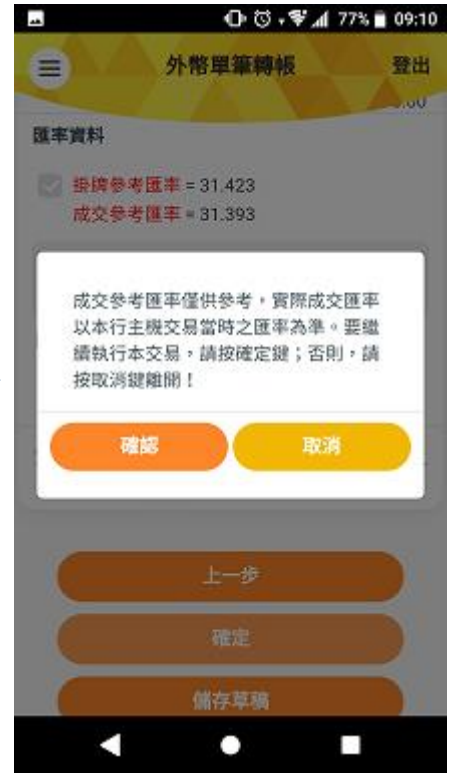 77% 09:10
外幣單筆轉帳 登出
匯率資料
掛牌參考匯率 = 31.423
成交參考匯率 = 31.393
成交參考匯率僅供參考，實際成交匯率
以本行主機交易當時之匯率為準。要繼
續執行本交易，請按確定鍵；否則，請
按取消鍵離開！
確認 取消
上一步
確定
儲存草稿